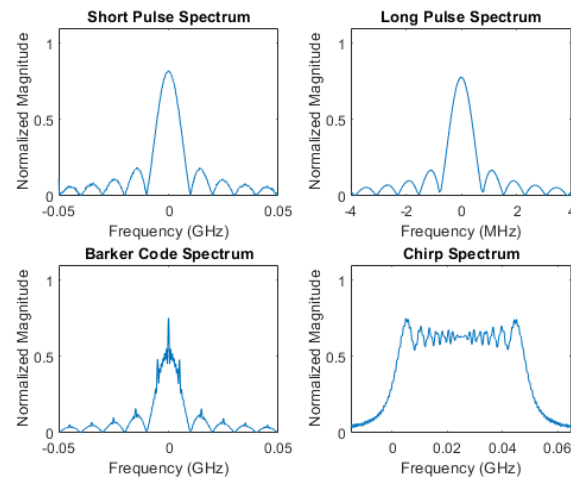 Short Pulse Spectrum
Normalized Magnitude
1
0.5
0
-0.05
0
0.05
Frequency (GHz)
Long Pulse Spectrum
Normalized Magnitude
1
0.5
0
-4
-2
0
2
4
Frequency (MHz)
Barker Code Spectrum
Normalized Magnitude
1
0.5
0
-0.05
0
0.05
Frequency (GHz)
Chirp Spectrum
Normalized Magnitude
1
0.5
0
0
0.02
0.04
0.06
Frequency (GHz)